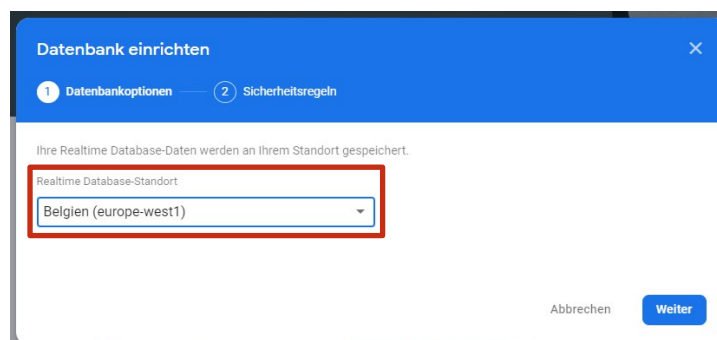 Datenbank einrichten
1 Datenbankoptionen 2 Sicherheitsregeln
Ihre Realtime Database-Daten werden an Ihrem Standort gespeichert.
Realtime Database-Standort
Belgien (europe-west1)
Abbrechen Weiter